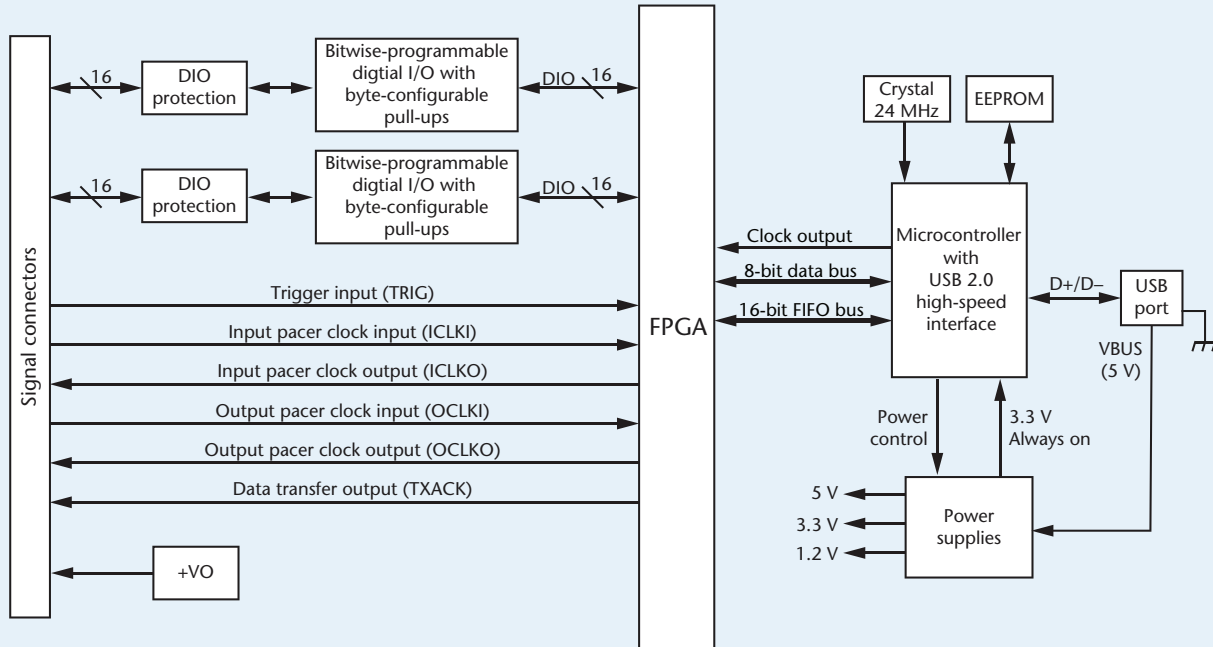 Signal connectors
16
DIO
protection
Bitwise-programmable
digtial I/O with
byte-configurable
pull-ups
DIO 16
16
DIO
protection
Bitwise-programmable
digtial I/O with
byte-configurable
pull-ups
DIO 16
Trigger input (TRIG)
Input pacer clock input (ICLKI)
Input pacer clock output (ICLKO)
Output pacer clock input (OCLKI)
Output pacer clock output (OCLKO)
Data transfer output (TXACK)
+VO
FPGA
Crystal
24 MHz
EEPROM
Clock output
8-bit data bus
16-bit FIFO bus
Microcontroller
with
USB 2.0
high-speed
interface
D+/D–
USB
port
VBUS
(5 V)
Power
control
3.3 V
Always on
5 V
3.3 V
1.2 V
Power
supplies